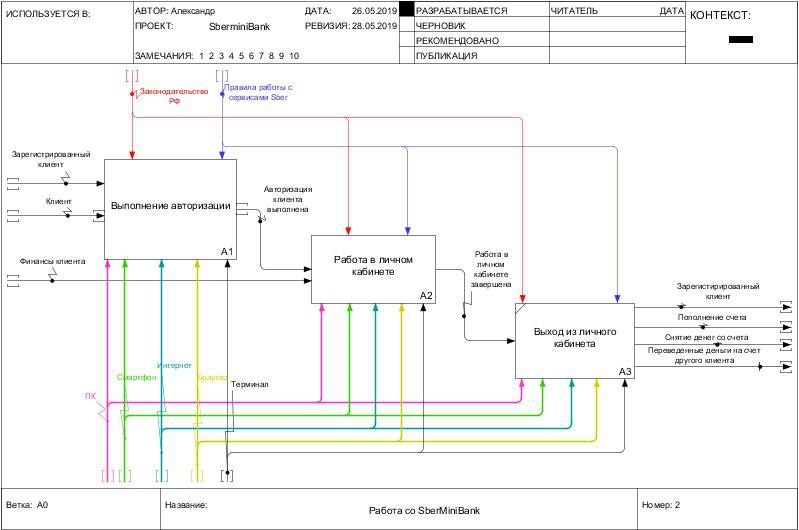 ИСПОЛЬЗУЕТСЯ В:
АВТОР: Александр
ДАТА: 26.05.2019
РАЗРАБАТЫВАЕТСЯ
ЧИТАТЕЛЬ
ДАТА
КОНТЕКСТ:
ПРОЕКТ: SberminiBank
РЕВИЗИЯ: 28.05.2019
ЧЕРНОВИК
РЕКОМЕНДОВАНО
ЗАМЕЧАНИЯ: 1 2 3 4 5 6 7 8 9 10
ПУБЛИКАЦИЯ
Законодательство
РФ
Правила работы с
сервисами Sber
Зарегистрированный
клиент
Клиент
Финансы клиента
Выполнение авторизации
A1
Авторизация
клиента
выполнена
Работа в личном
кабинете
A2
Работа в
личном
кабинете
завершена
Выход из личного
кабинета
A3
Зарегистрированный
клиент
Пополнение счета
Снятие денег со счета
Переведенные деньги на счет
другого клиента
Интернет
Смартфон
Браузер
Терминал
ПК
Ветка: A0
Название:
Работа со SberMiniBank
Номер: 2